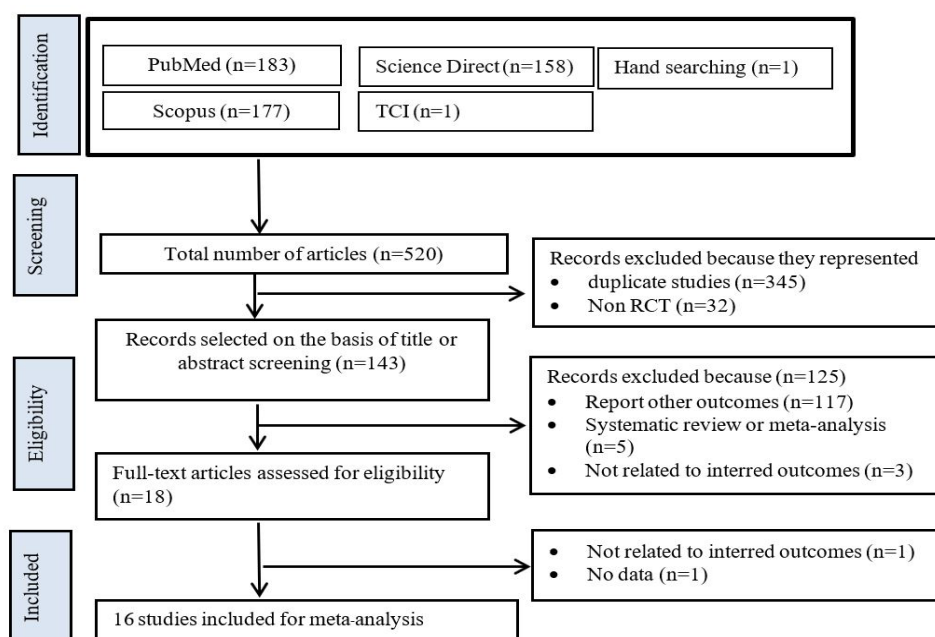 Identification
PubMed (n=183)
Science Direct (n=158)
Hand searching (n=1)
Scopus (n=177)
TCI (n=1)
Screening
Total number of articles (n=520)
Records excluded because they represented
• duplicate studies (n=345)
• Non RCT (n=32)
Records selected on the basis of title or
abstract screening (n=143)
Eligibility
Records excluded because (n=125)
• Report other outcomes (n=117)
• Systematic review or meta-analysis
(n=5)
• Not related to interred outcomes (n=3)
Full-text articles assessed for eligibility
(n=18)
Included
• Not related to interred outcomes (n=1)
• No data (n=1)
16 studies included for meta-analysis